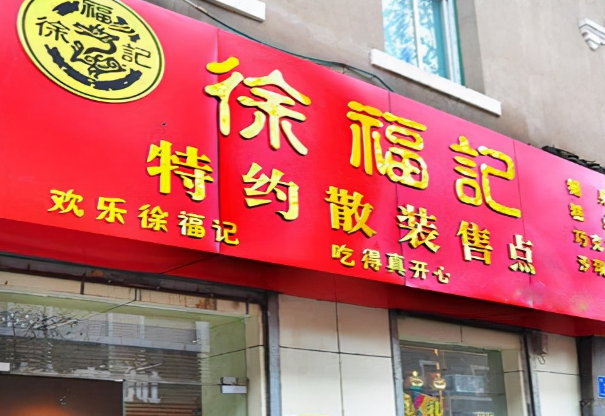 徐福記
徐福記
特约散装售点
欢乐徐福记
吃得真开心